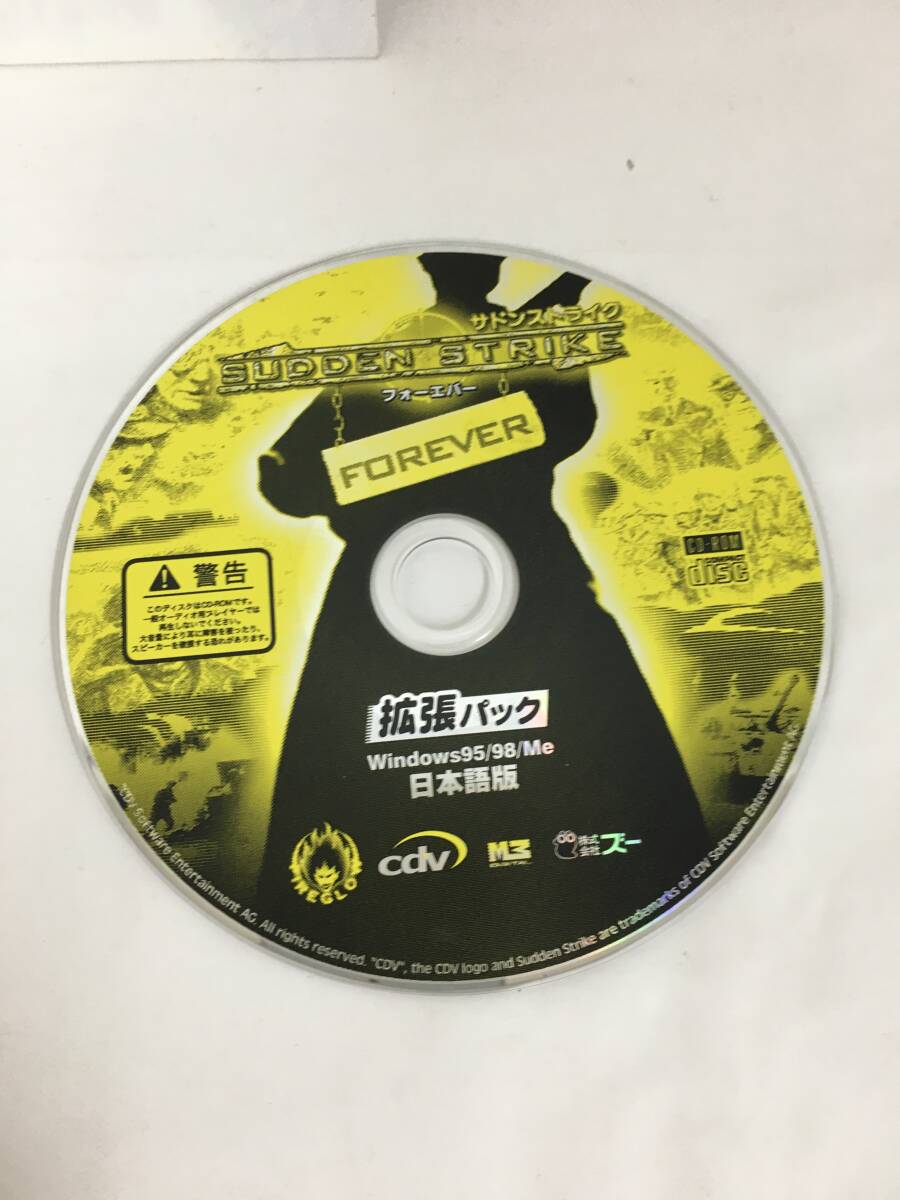 サドンストライク
SUDDEN STRIKE
フォーエバー
FOREVER
CD-ROM
COMPACT
disc
警告
このディスクはCD-ROMです。
一般オーディオ用プレイヤーでは
再生しないでください。
大音量により耳に障害を被ったり、
スピーカーを破損する恐れがあります。
拡張パック
Windows95/98/Me
日本語版
FIREGLOW
cdv
M3
DIGITAL
株式
会社
ズー
"CDV Software Entertainment AG. All rights reserved. "CDV", the CDV logo and Sudden Strike are trademarks of CDV Software Entertainment AG.